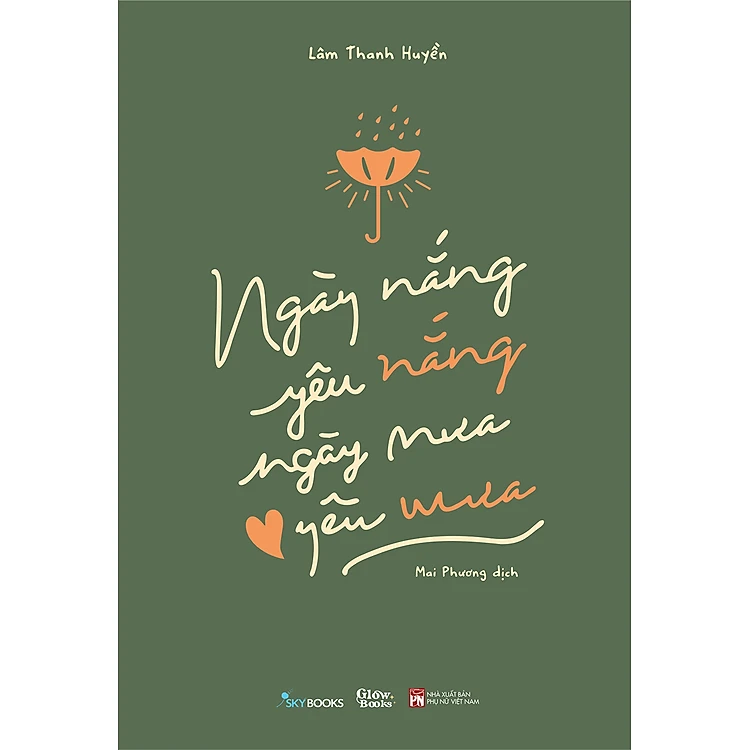 Lâm Thanh Huyền
Ngày nắng
yêu nắng
ngày mưa
yêu mưa
Mai Phương dịch
SKYBOOKS
Glow
Books
PN
NHÀ XUẤT BẢN
PHỤ NỮ VIỆT NAM